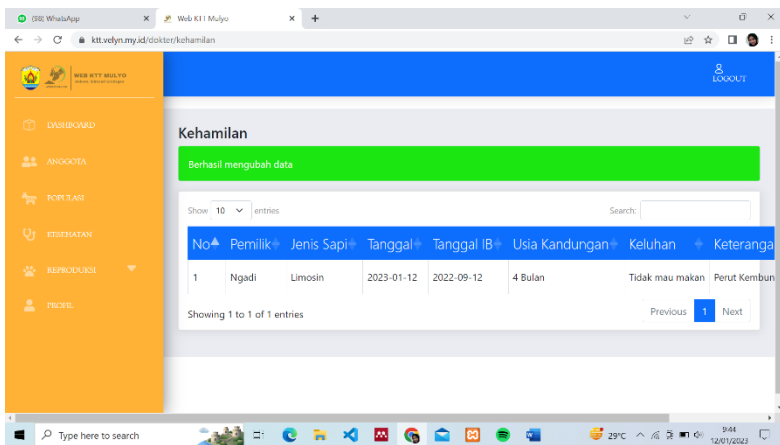 (98) WhatsApp
Web KTT Mulyo
ktt.velyn.my.id/dokter/kehamilan
WEB KTT MULYO
LOGOUT
DASHBOARD
ANGGOTA
POPULASI
KESEHATAN
REPRODUKSI
PROFIL
Kehamilan
Berhasil mengubah data
Show 10 entries
Search:
No Pemilik Jenis Sapi Tanggal Tanggal IB Usia Kandungan Keluhan Keteranga
1 Ngadi Limosin 2023-01-12 2022-09-12 4 Bulan Tidak mau makan Perut Kembun
Showing 1 to 1 of 1 entries
Previous 1 Next
Type here to search
29°C
9:44
12/01/2023